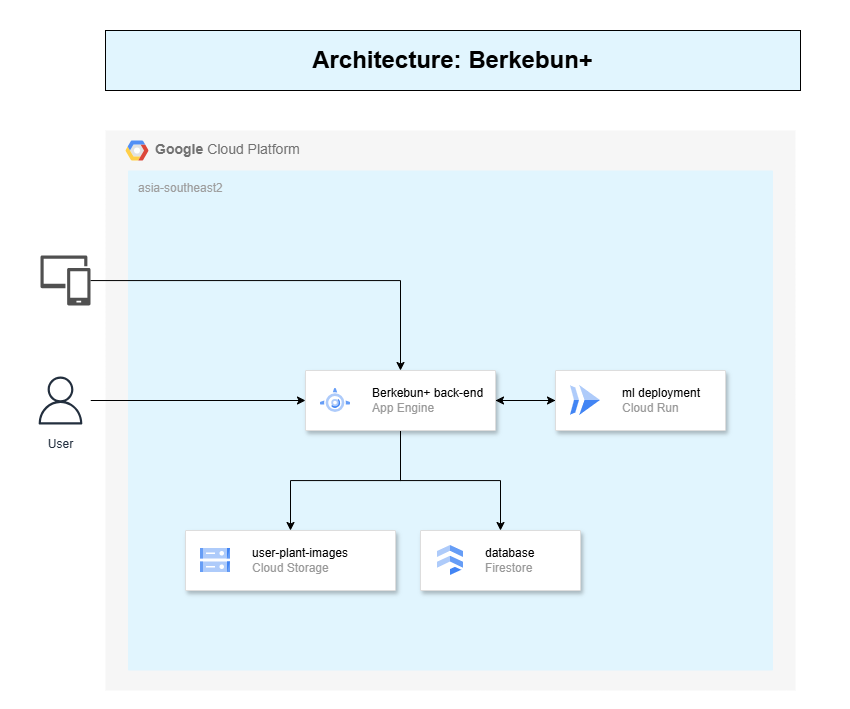 Architecture: Berkebun+
Google Cloud Platform
asia-southeast2
Berkebun+ back-end
App Engine
ml deployment
Cloud Run
User
user-plant-images
Cloud Storage
database
Firestore